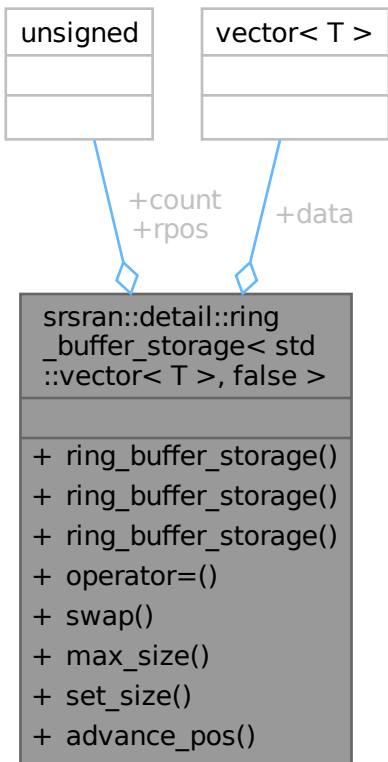 unsigned
vector< T >
+count
+rpos
+data
srsran::detail::ring
_buffer_storage< std
::vector< T >, false >
+ ring_buffer_storage()
+ ring_buffer_storage()
+ ring_buffer_storage()
+ operator=()
+ swap()
+ max_size()
+ set_size()
+ advance_pos()